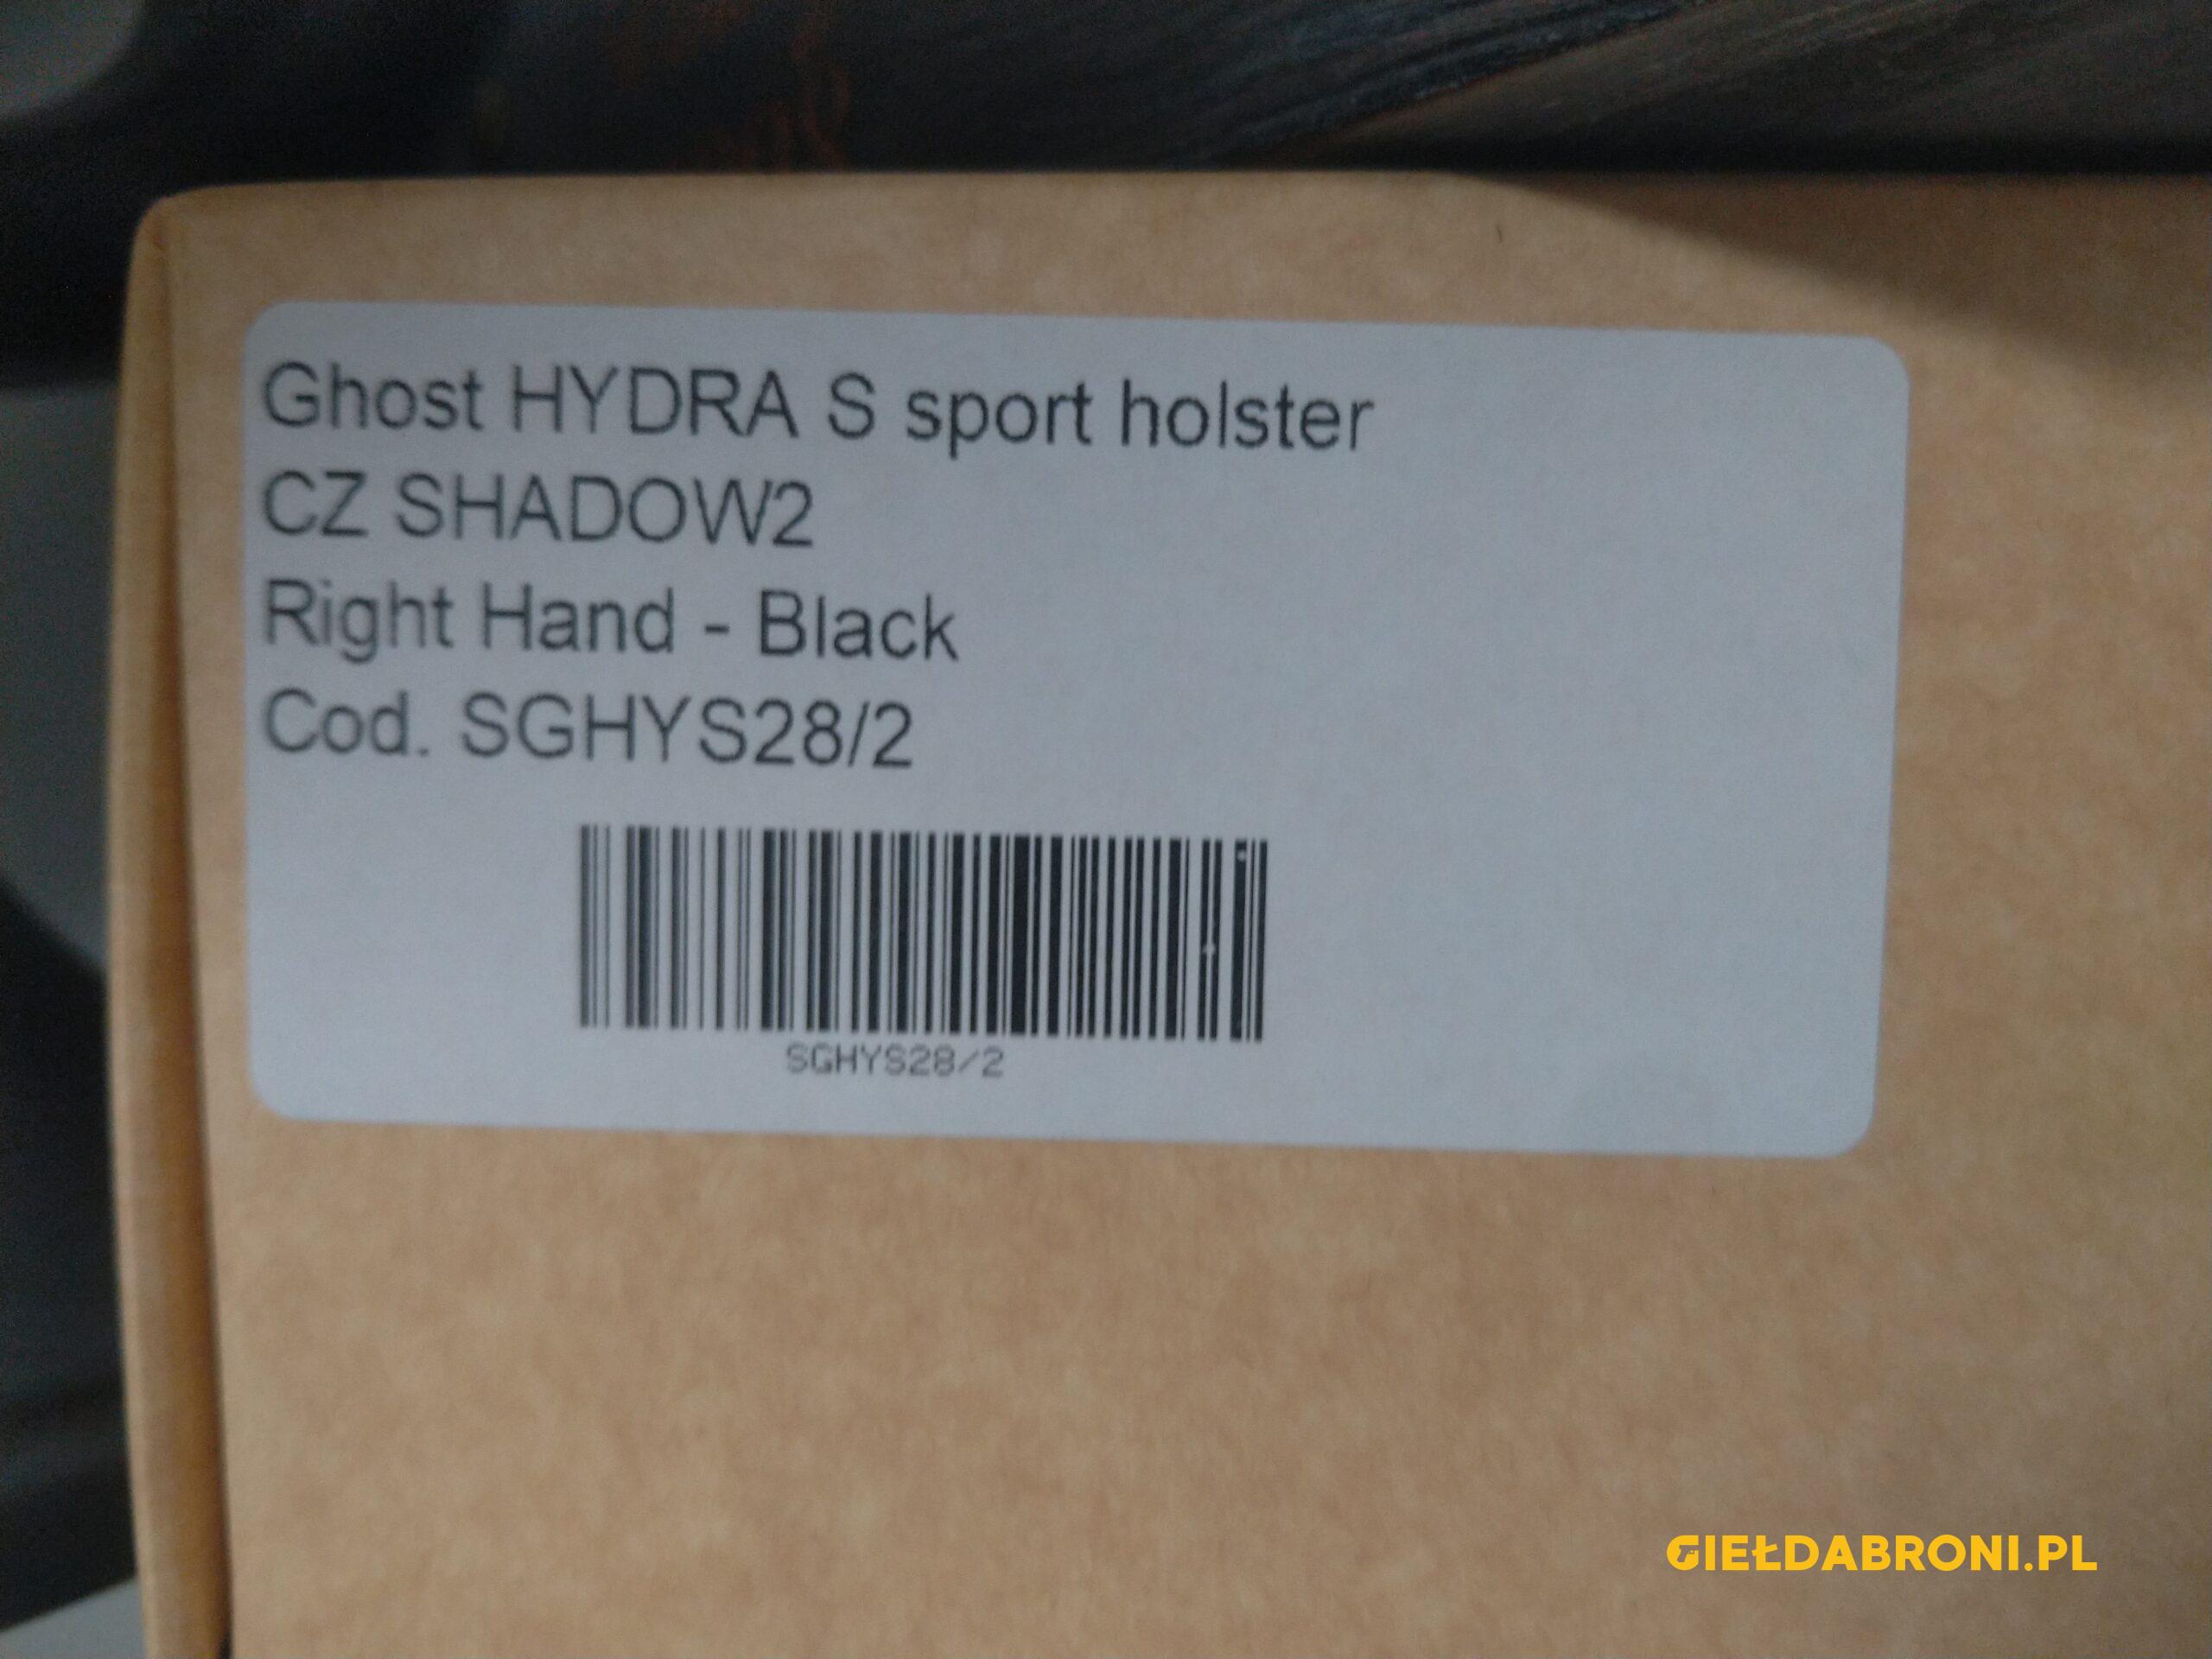 Ghost HYDRA S sport holster
CZ SHADOW2
Right Hand - Black
Cod. SGHYS28/2
SGHYS28/2
GIEŁDABRONI.PL